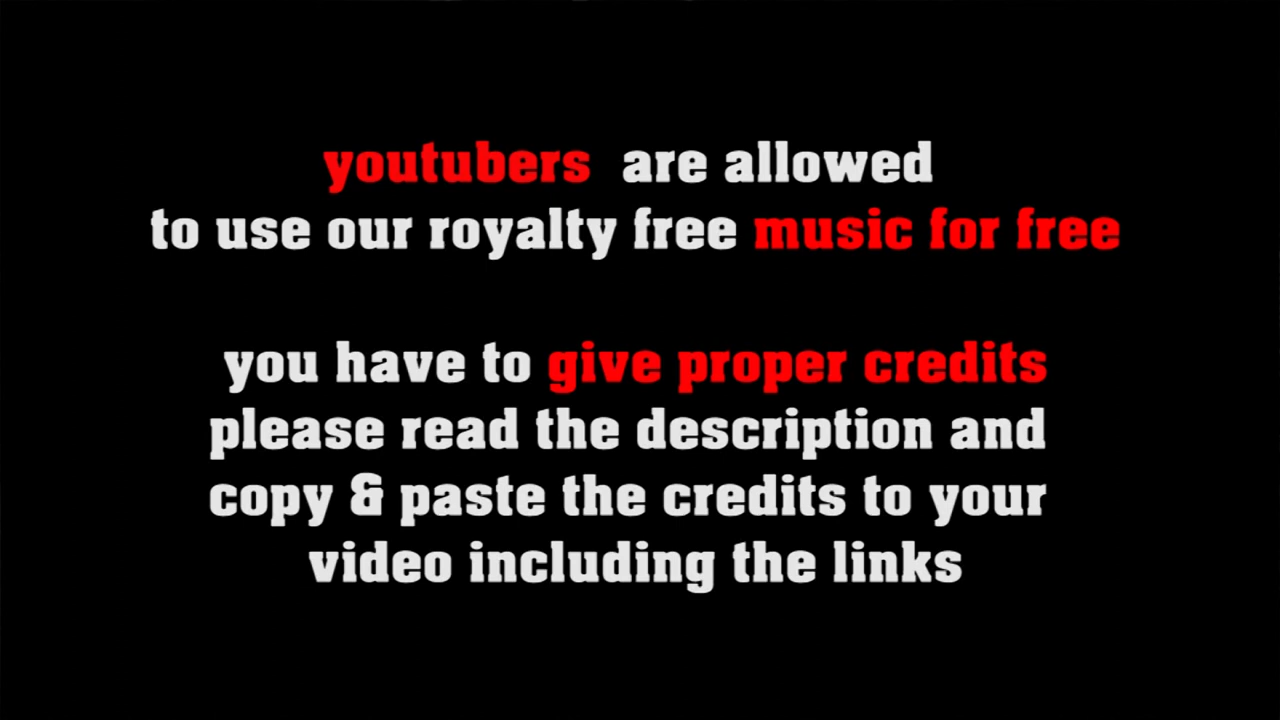 youtubers are allowed
to use our royalty free music for free
you have to give proper credits
please read the description and
copy & paste the credits to your
video including the links